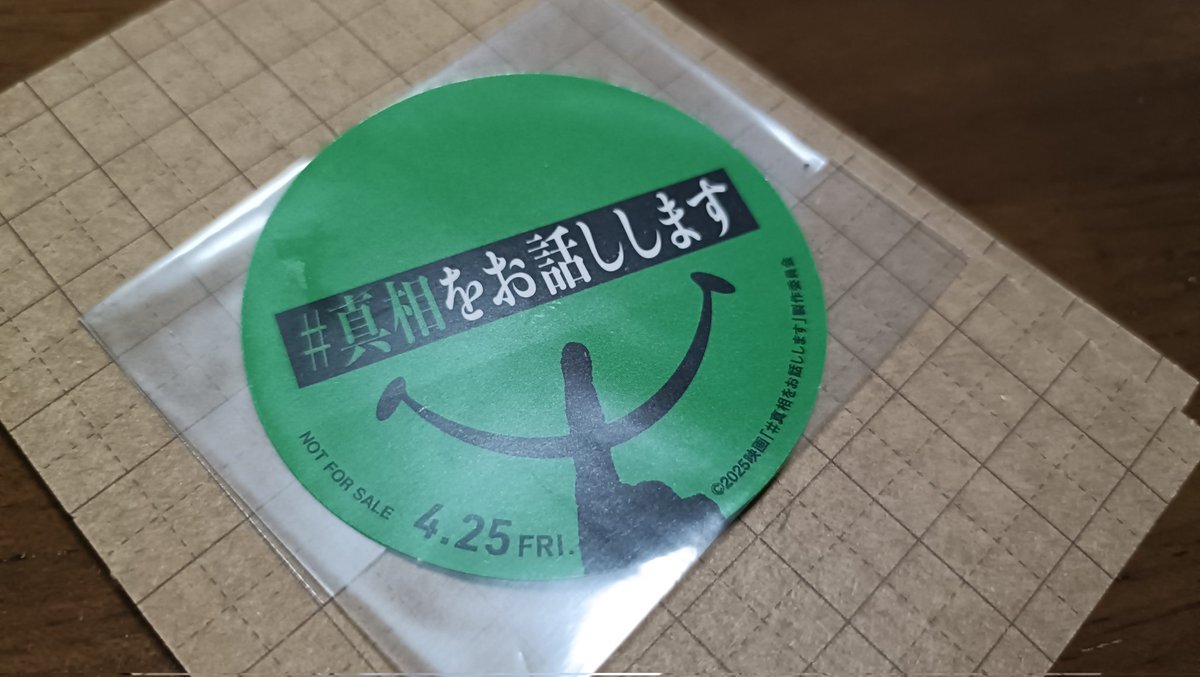 #真相をお話しします
NOT FOR SALE
4.25 FRI.
©2025映画「#真相をお話しします」製作委員会